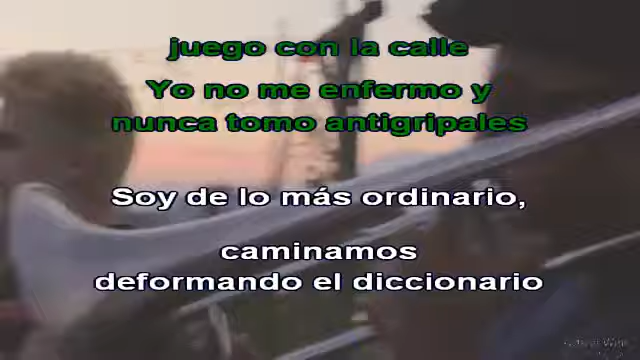 juego con la calle
Yo no me enfermo y
nunca tomo antigripales
Soy de lo más ordinario,
caminamos
deformando el diccionario